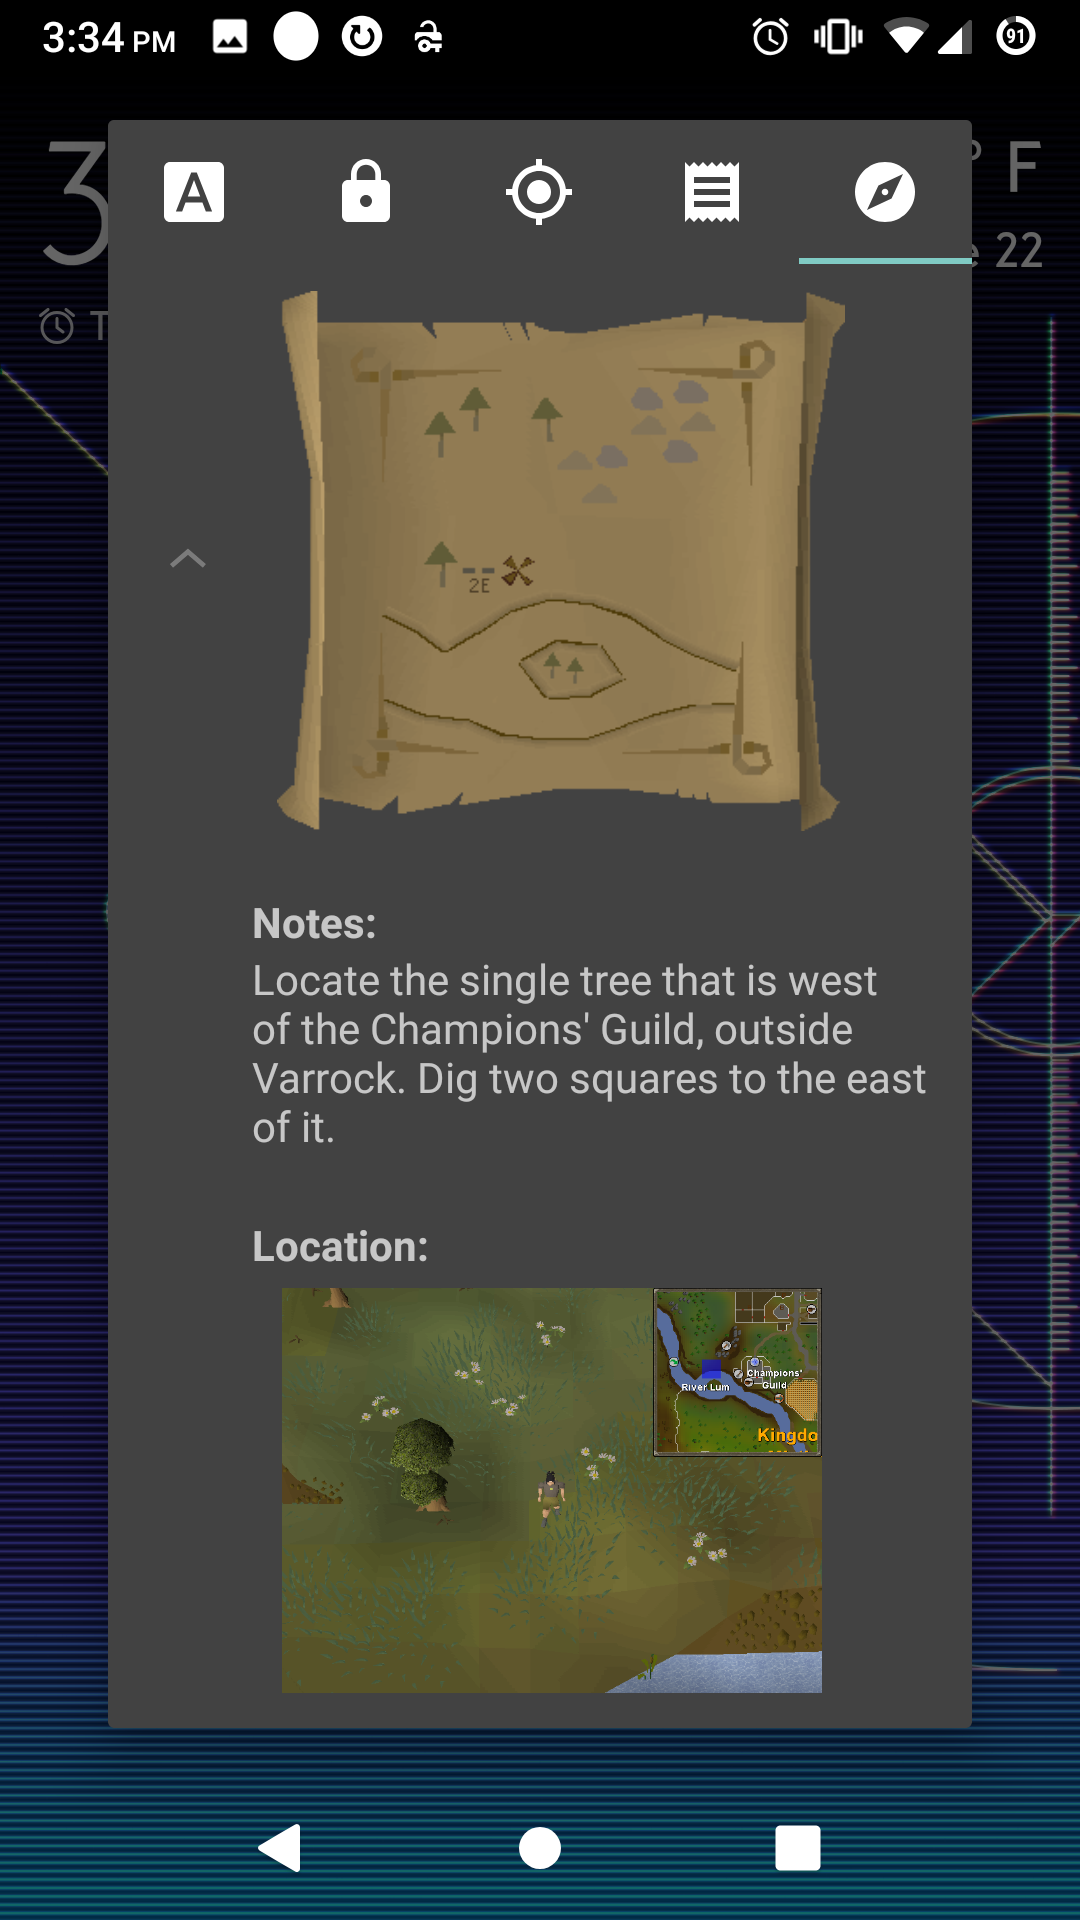 3:34 PM
91
3
° F
e 22
T
A
2E
Notes:
Locate the single tree that is west
of the Champions' Guild, outside
Varrock. Dig two squares to the east
of it.
Location:
Champions'
Guild
River Lum
Kingdo